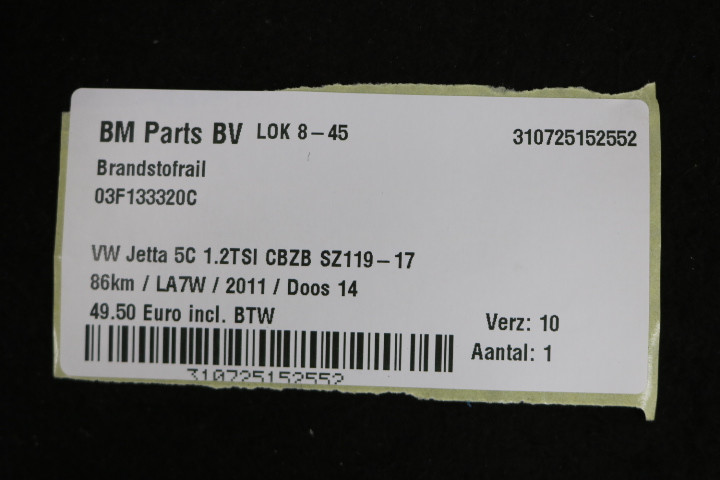 BM Parts BV LOK 8-45 310725152552
Brandstofrail
03F133320C
VW Jetta 5C 1.2TSI CBZB SZ119-17
86km / LA7W / 2011 / Doos 14
49.50 Euro incl. BTW
Verz: 10
Aantal: 1
310725152552